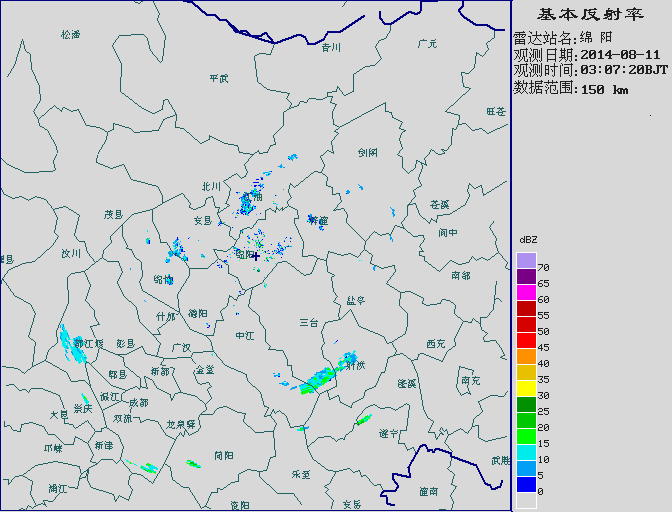 基本反射率
雷达站名:绵 阳
观测日期:2014-08-11
观测时间:03:07:20BJT
数据范围:150 km
松潘
青川
广元
平武
旺苍
剑阁
北川
苍溪
茂县
安县
梓潼
阆中
汶川
绵阳
南部
绵竹
盐亭
什邡
德阳
三台
中江
都江堰
彭县
广汉
西充
郫县
新都
金堂
射洪
蓬溪
南充
温江
成都
崇庆
大邑
双流
龙泉驿
遂宁
邛崃
新津
简阳
武胜
蒲江
乐至
潼南
资阳
安岳
dBZ
70
65
60
55
50
45
40
35
30
25
20
15
10
5
0